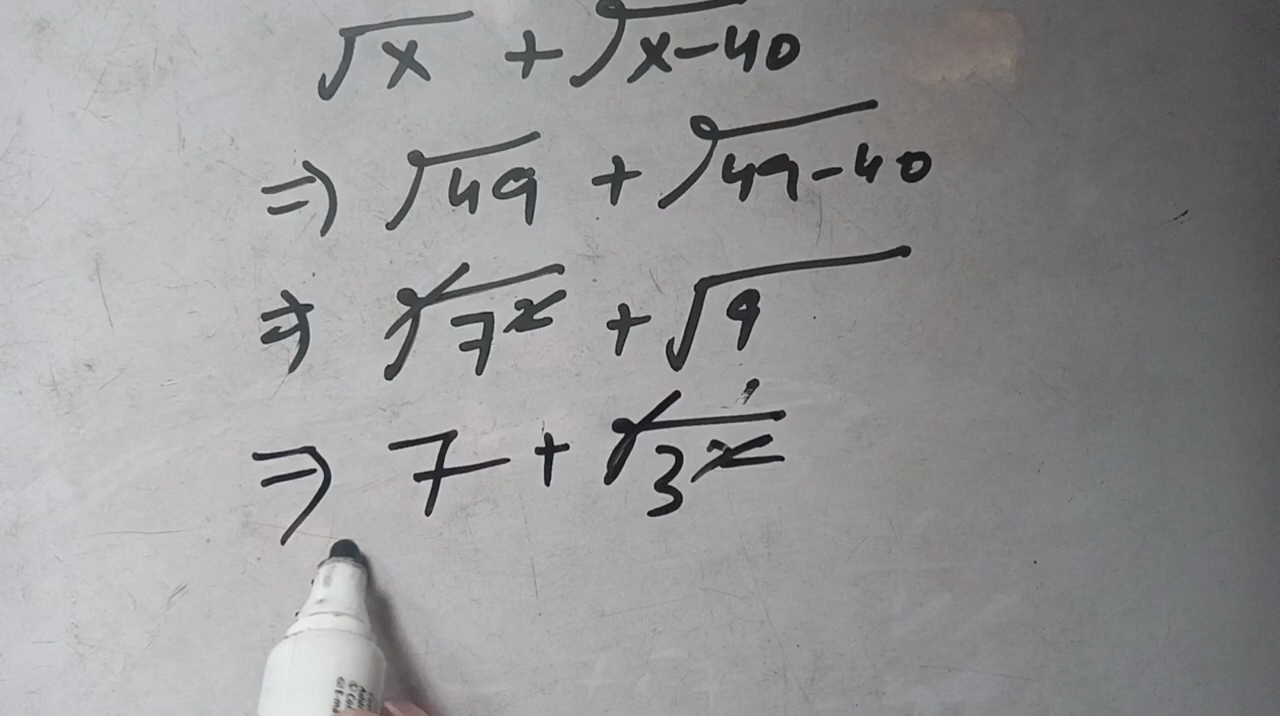 √x + √x-40
⇒ √49 + √49-40
⇒ √7² + √9
⇒ 7 + √3²